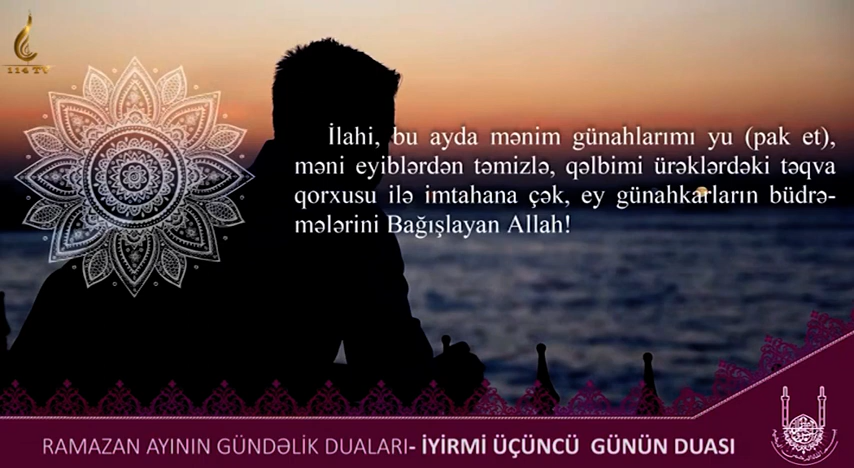 114 TV
İlahi, bu ayda mənim günahlarımı yu (pak et),
məni eyiblərdən təmizlə, qəlbimi ürəklərdəki təqva
qorxusu ilə imtahana çək, ey günahkarların büdrə-
mələrini Bağışlayan Allah!
RAMAZAN AYININ GÜNDƏLİK DUALARI- İYİRMİ ÜÇÜNCÜ GÜNÜN DUASI